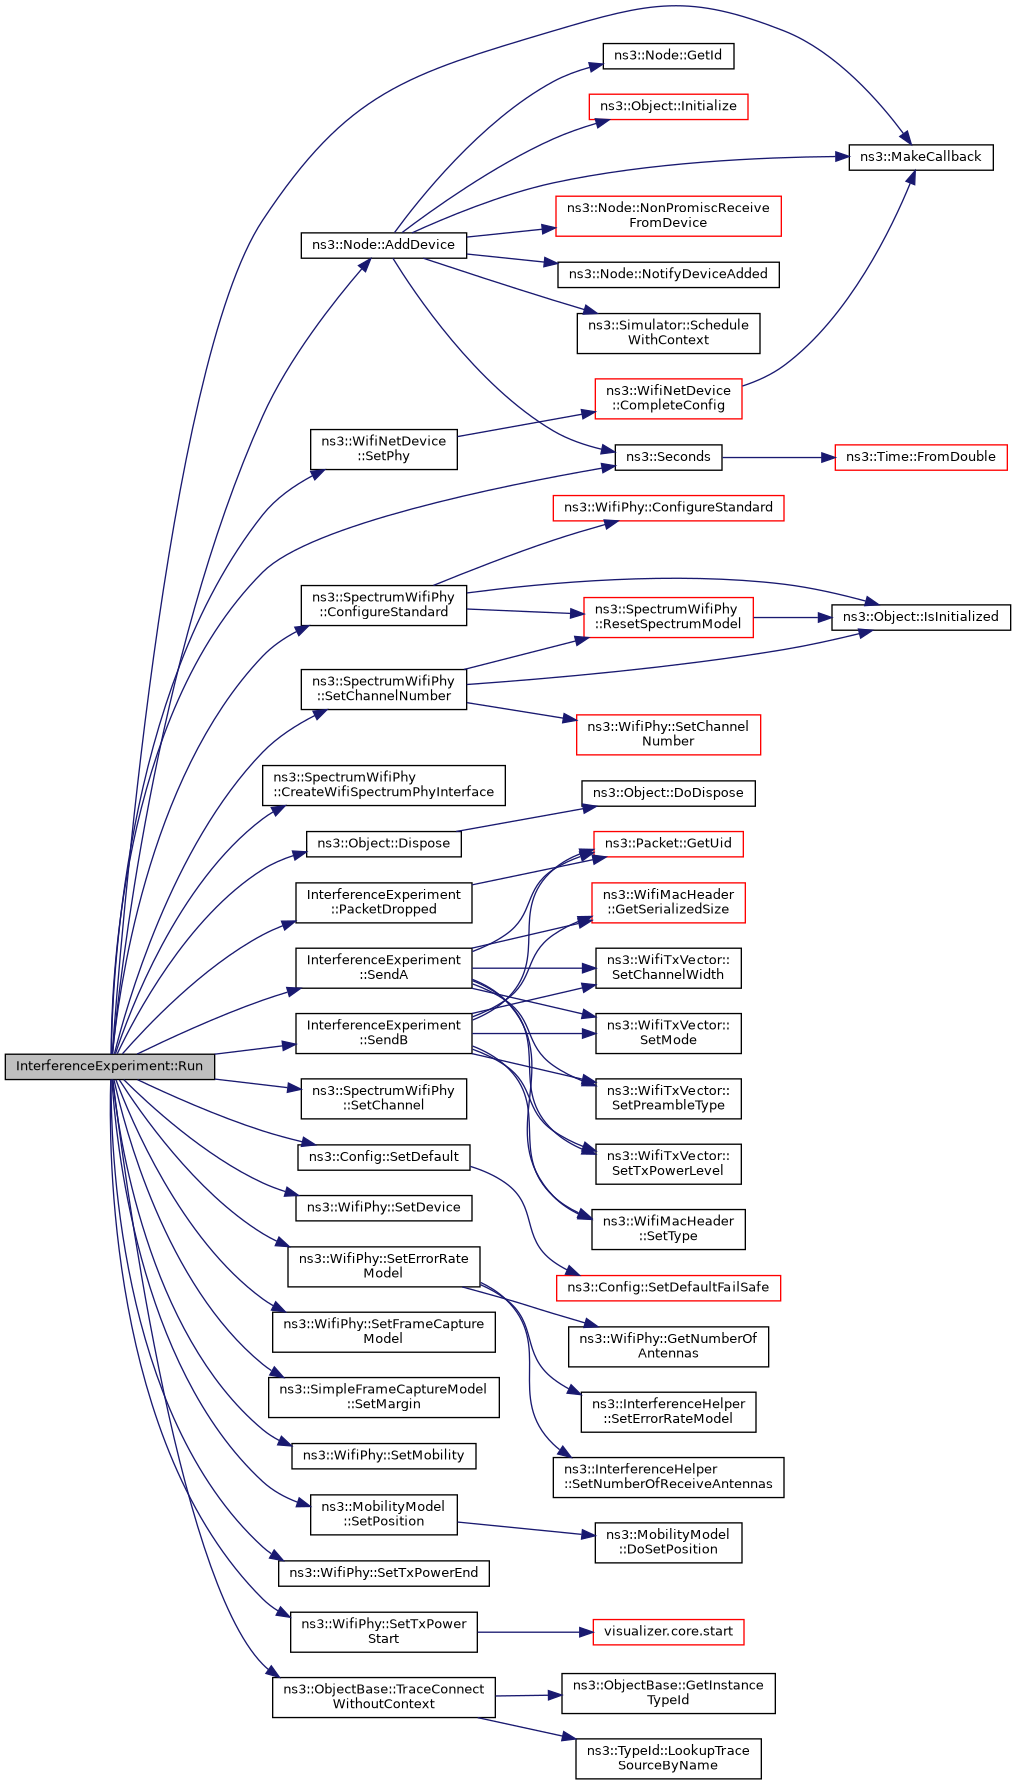 ns3::Node::GetId
ns3::Object::Initialize
ns3::MakeCallback
ns3::Node::NonPromiscReceive
FromDevice
ns3::Node::AddDevice
ns3::Node::NotifyDeviceAdded
ns3::Simulator::Schedule
WithContext
ns3::WifiNetDevice
::CompleteConfig
ns3::WifiNetDevice
::SetPhy
ns3::Seconds
ns3::Time::FromDouble
ns3::WifiPhy::ConfigureStandard
ns3::SpectrumWifiPhy
::ConfigureStandard
ns3::SpectrumWifiPhy
::ResetSpectrumModel
ns3::Object::IsInitialized
ns3::SpectrumWifiPhy
::SetChannelNumber
ns3::WifiPhy::SetChannel
Number
ns3::SpectrumWifiPhy
::CreateWifiSpectrumPhyInterface
ns3::Object::DoDispose
ns3::Object::Dispose
ns3::Packet::GetUid
InterferenceExperiment
::PacketDropped
ns3::WifiMacHeader
::GetSerializedSize
InterferenceExperiment
::SendA
ns3::WifiTxVector::
SetChannelWidth
InterferenceExperiment
::SendB
ns3::WifiTxVector::
SetMode
InterferenceExperiment::Run
ns3::SpectrumWifiPhy
::SetChannel
ns3::WifiTxVector::
SetPreambleType
ns3::Config::SetDefault
ns3::WifiTxVector::
SetTxPowerLevel
ns3::WifiPhy::SetDevice
ns3::WifiMacHeader
::SetType
ns3::WifiPhy::SetErrorRate
Model
ns3::Config::SetDefaultFailSafe
ns3::WifiPhy::SetFrameCapture
Model
ns3::WifiPhy::GetNumberOf
Antennas
ns3::SimpleFrameCaptureModel
::SetMargin
ns3::InterferenceHelper
::SetErrorRateModel
ns3::WifiPhy::SetMobility
ns3::InterferenceHelper
::SetNumberOfReceiveAntennas
ns3::MobilityModel
::SetPosition
ns3::MobilityModel
::DoSetPosition
ns3::WifiPhy::SetTxPowerEnd
ns3::WifiPhy::SetTxPower
Start
visualizer.core.start
ns3::ObjectBase::TraceConnect
WithoutContext
ns3::ObjectBase::GetInstance
TypeId
ns3::TypeId::LookupTrace
SourceByName